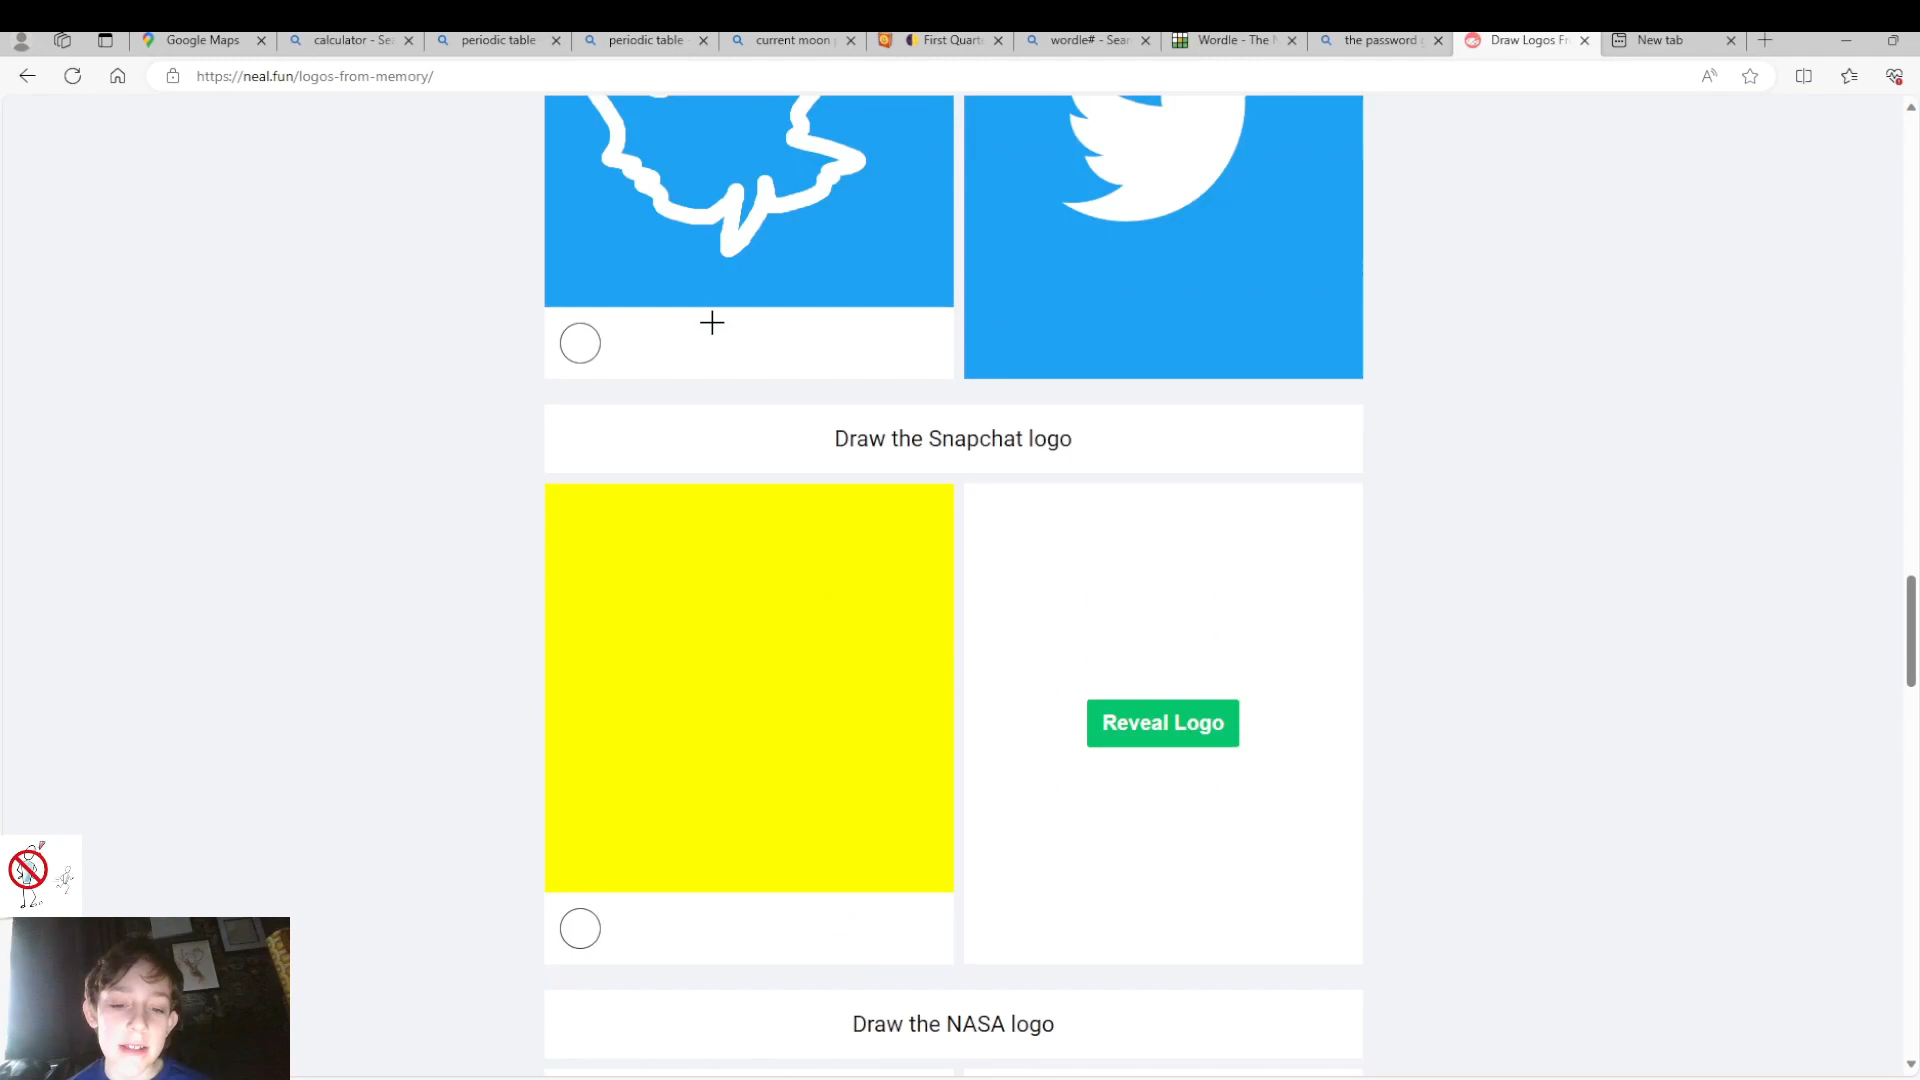 Google Maps
calculator - Se
periodic table
periodic table
current moon
First Quart
wordle# - Sear
Wordle - The N
the password g
Draw Logos Fr
New tab
https://neal.fun/logos-from-memory/
Draw the Snapchat logo
Reveal Logo
Draw the NASA logo